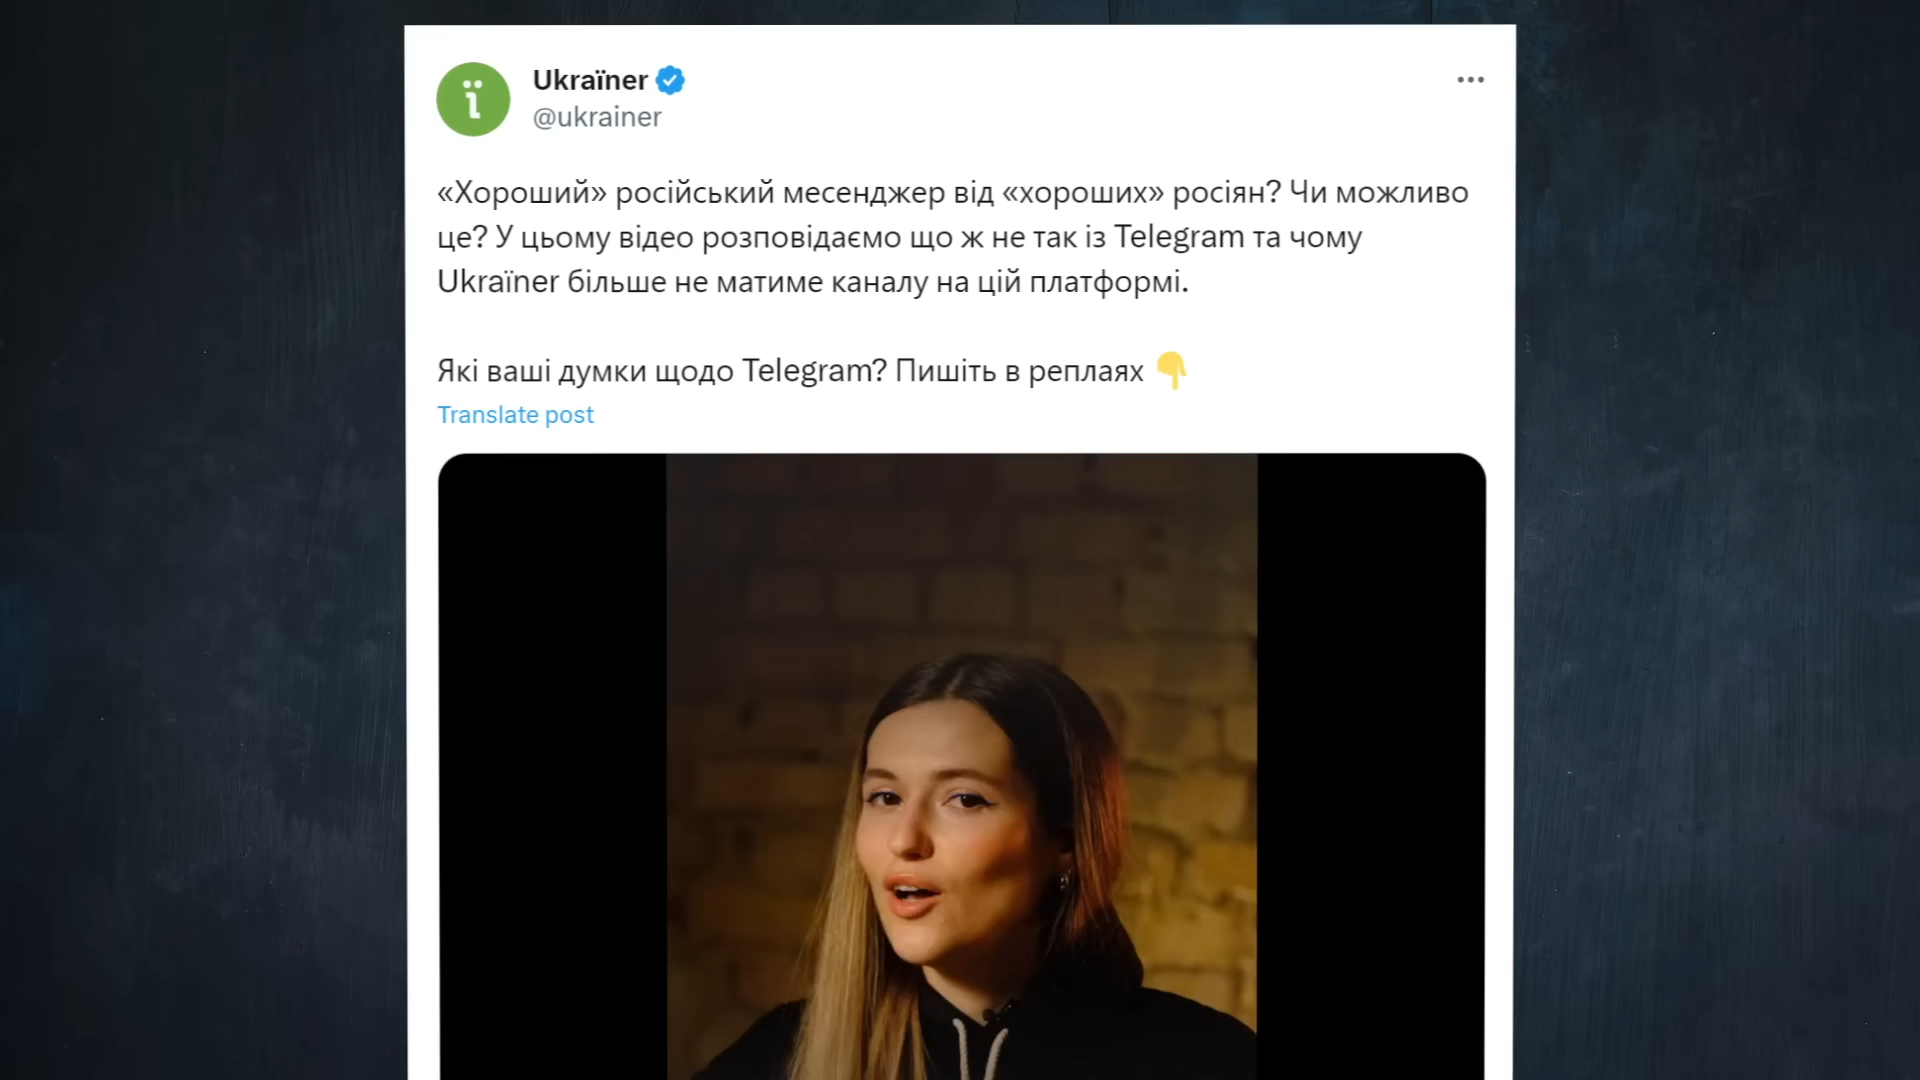 Ukraïner
@ukrainer
«Хороший» російський месенджер від «хороших» росіян? Чи можливо
це? У цьому відео розповідаємо що ж не так із Telegram та чому
Ukraïner більше не матиме каналу на цій платформі.
Які ваші думки щодо Telegram? Пишіть в реплаях 👇
Translate post